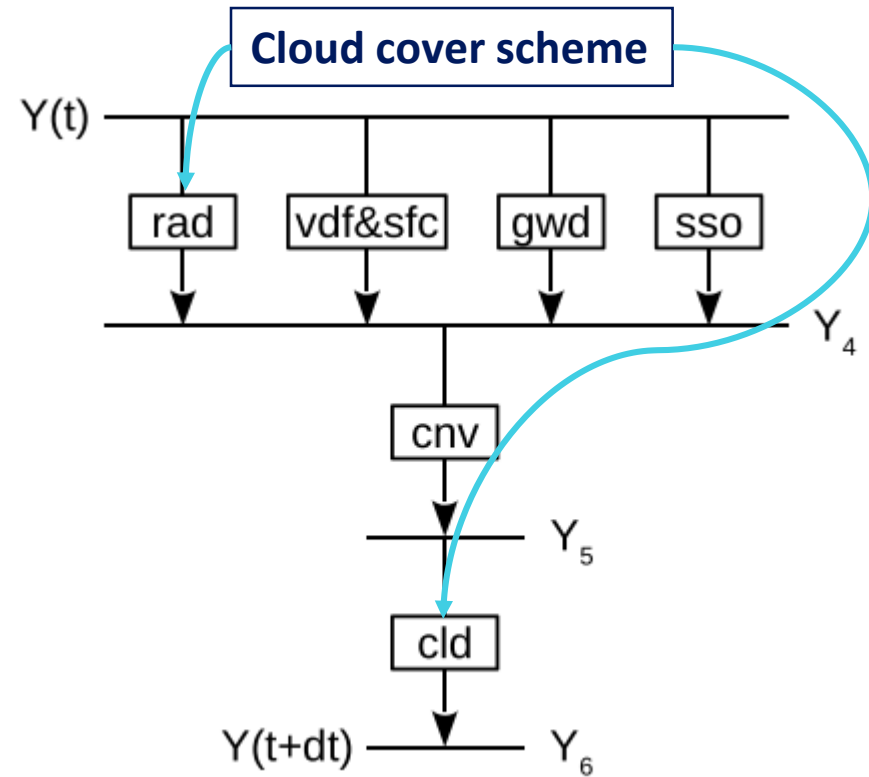 Cloud cover scheme
Y(t)
rad vdf&sfc gwd sso
Y4
cnv
Y5
cld
Y(t+dt) Y6